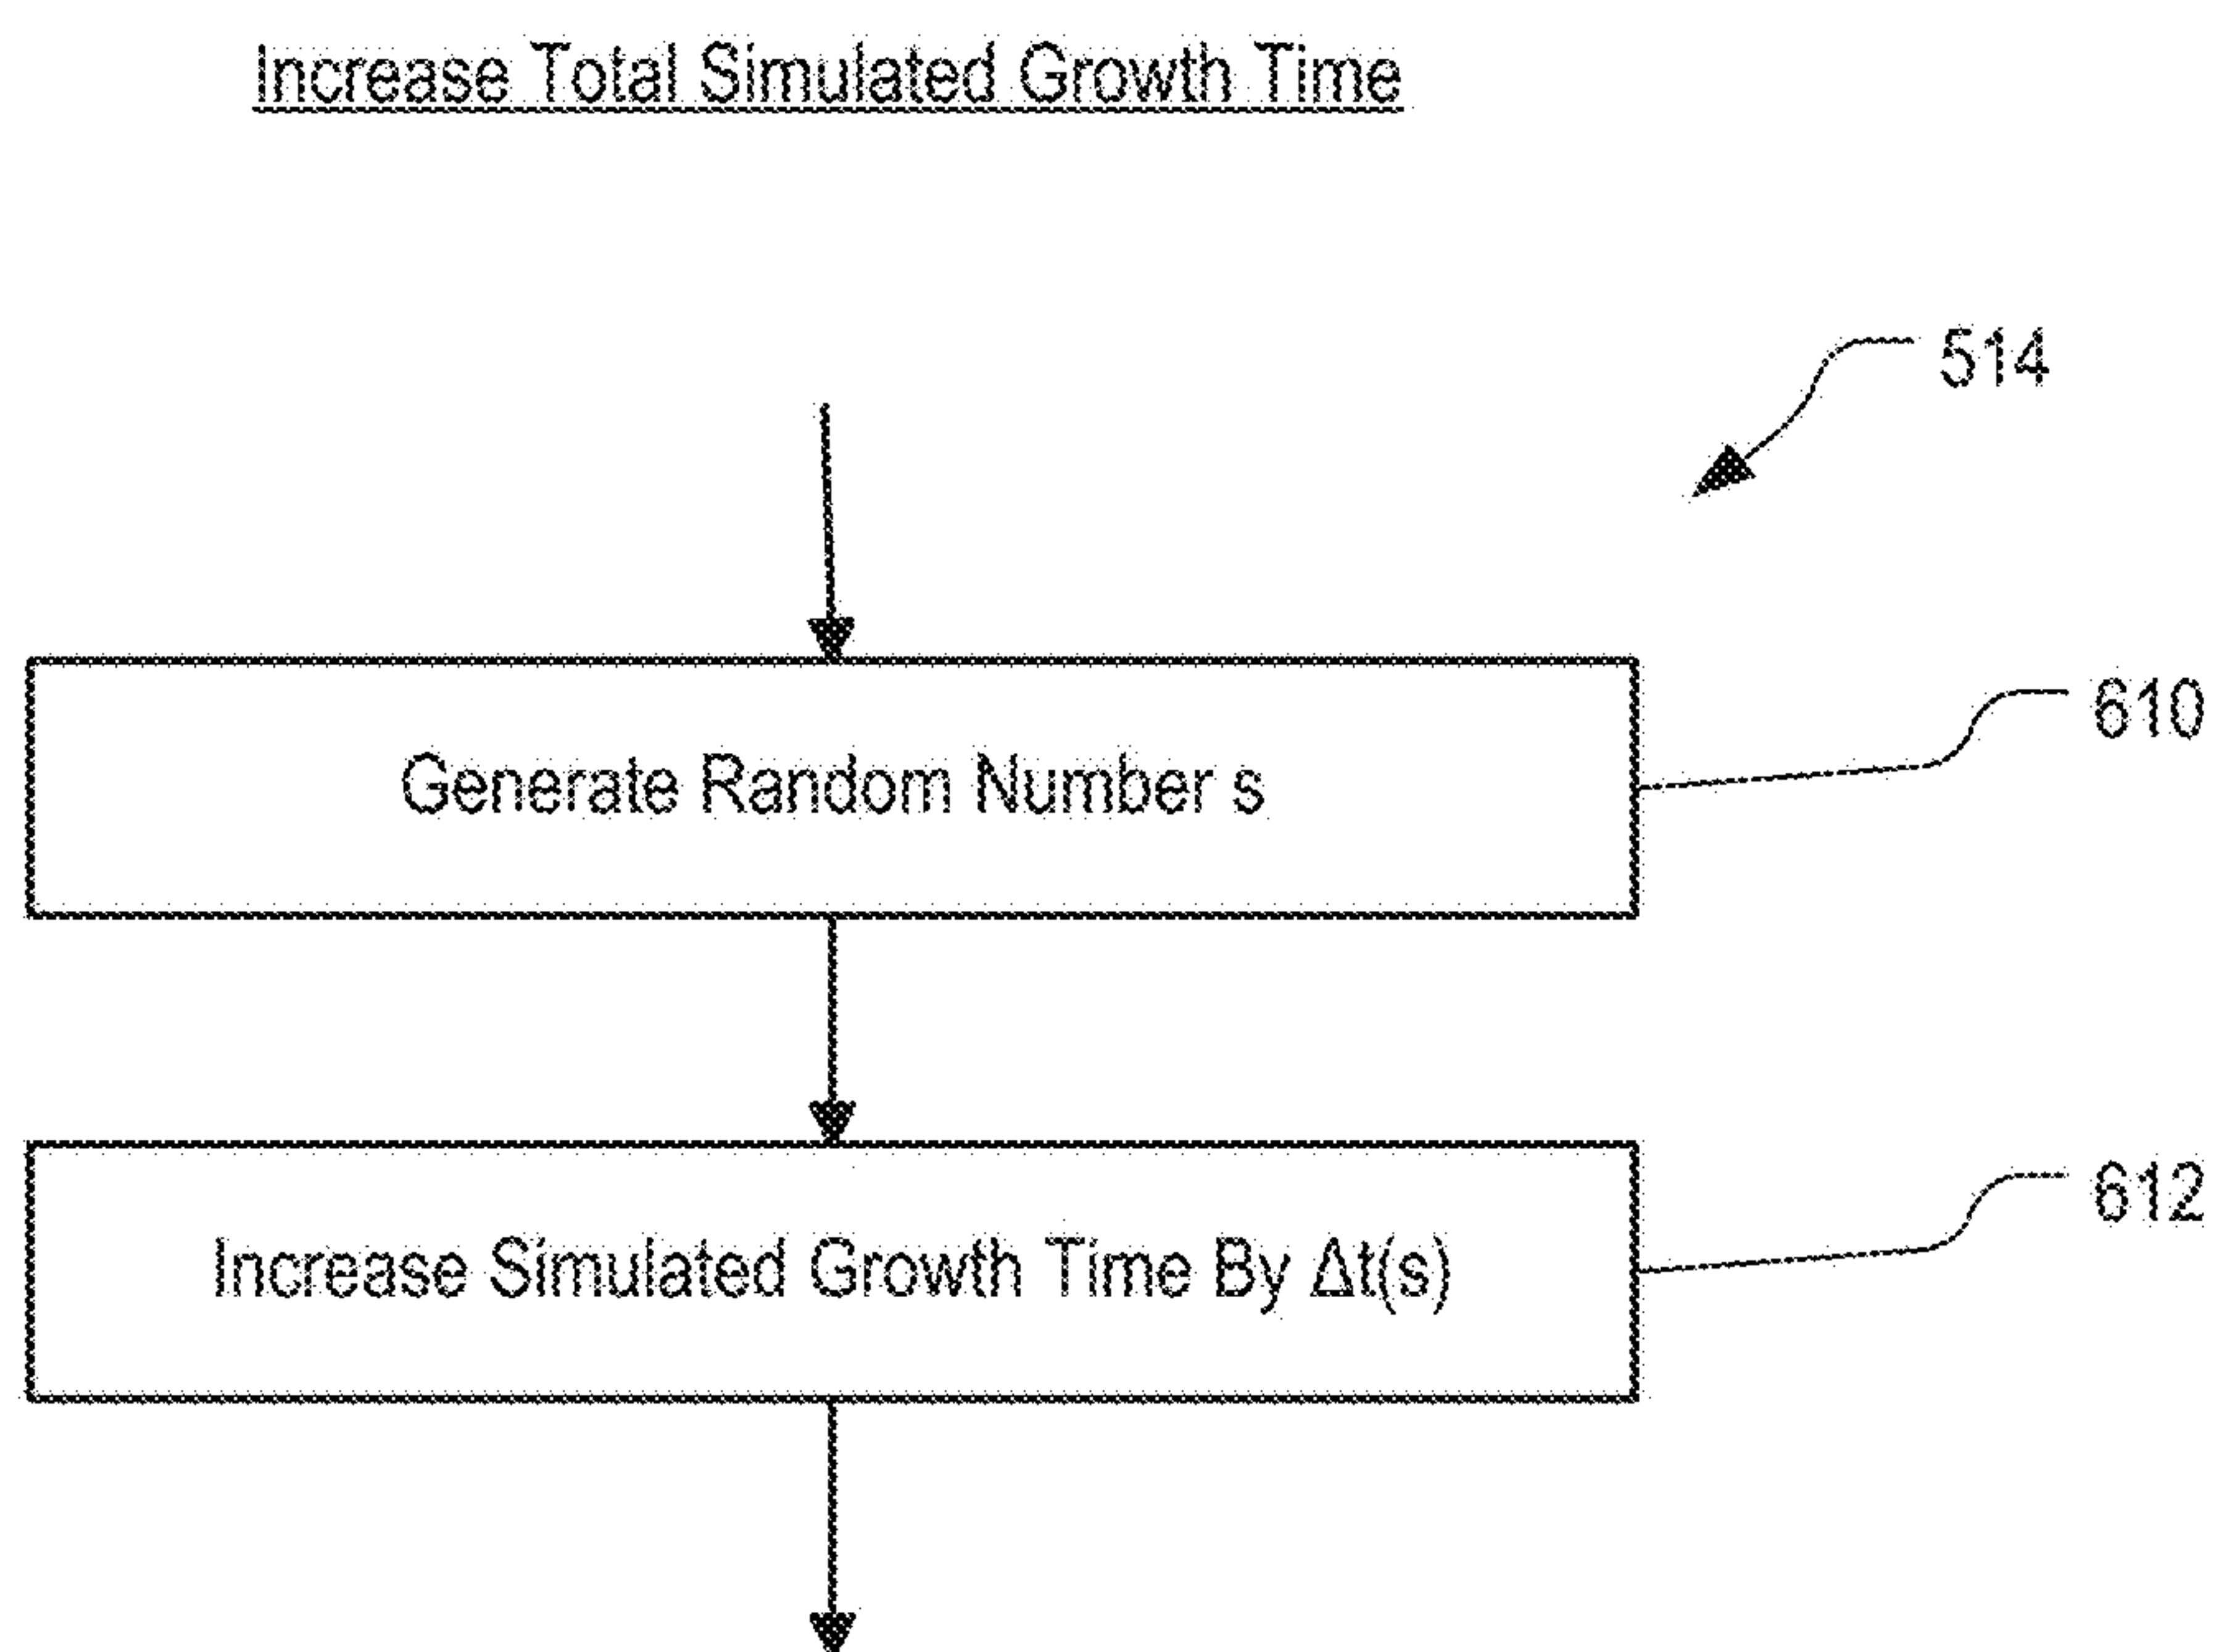 Increase Total Simulated Growth Time
514
Generate Random Number s
610
Increase Simulated Growth Time By Δt(s)
612